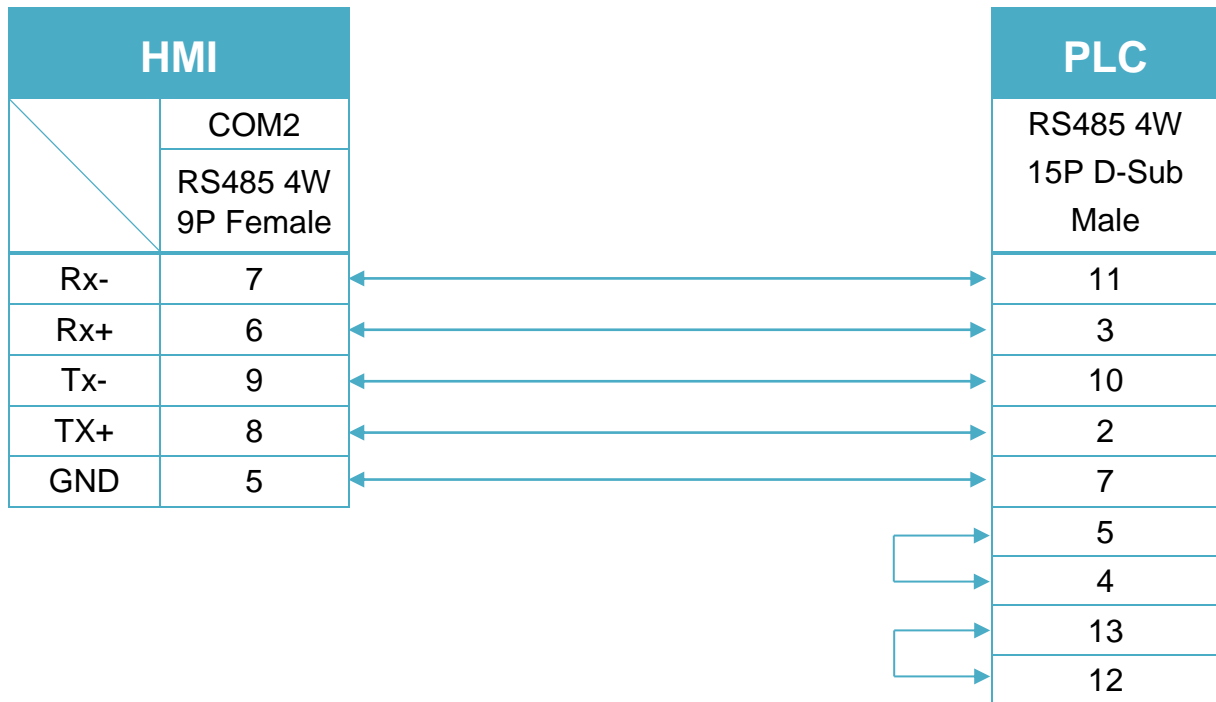 HMI
PLC
COM2
RS485 4W
9P Female
RS485 4W
15P D-Sub
Male
Rx- 7 11
Rx+ 6 3
Tx- 9 10
TX+ 8 2
GND 5 7
5
4
13
12